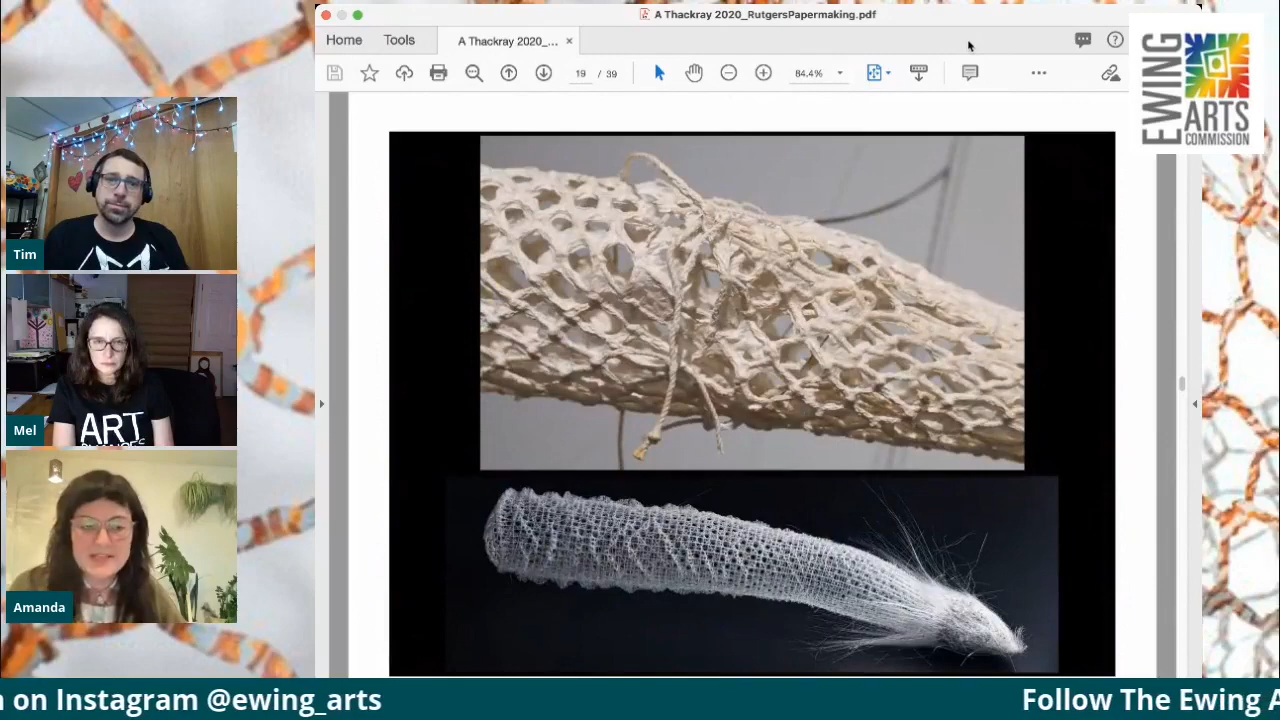 A Thackray 2020_RutgersPapermaking.pdf
Home
Tools
A Thackray 2020_...
19 / 39
84.4%
EWING
ARTS
COMMISSION
Tim
Mel
ART
Amanda
n on Instagram @ewing_arts
Follow The Ewing A